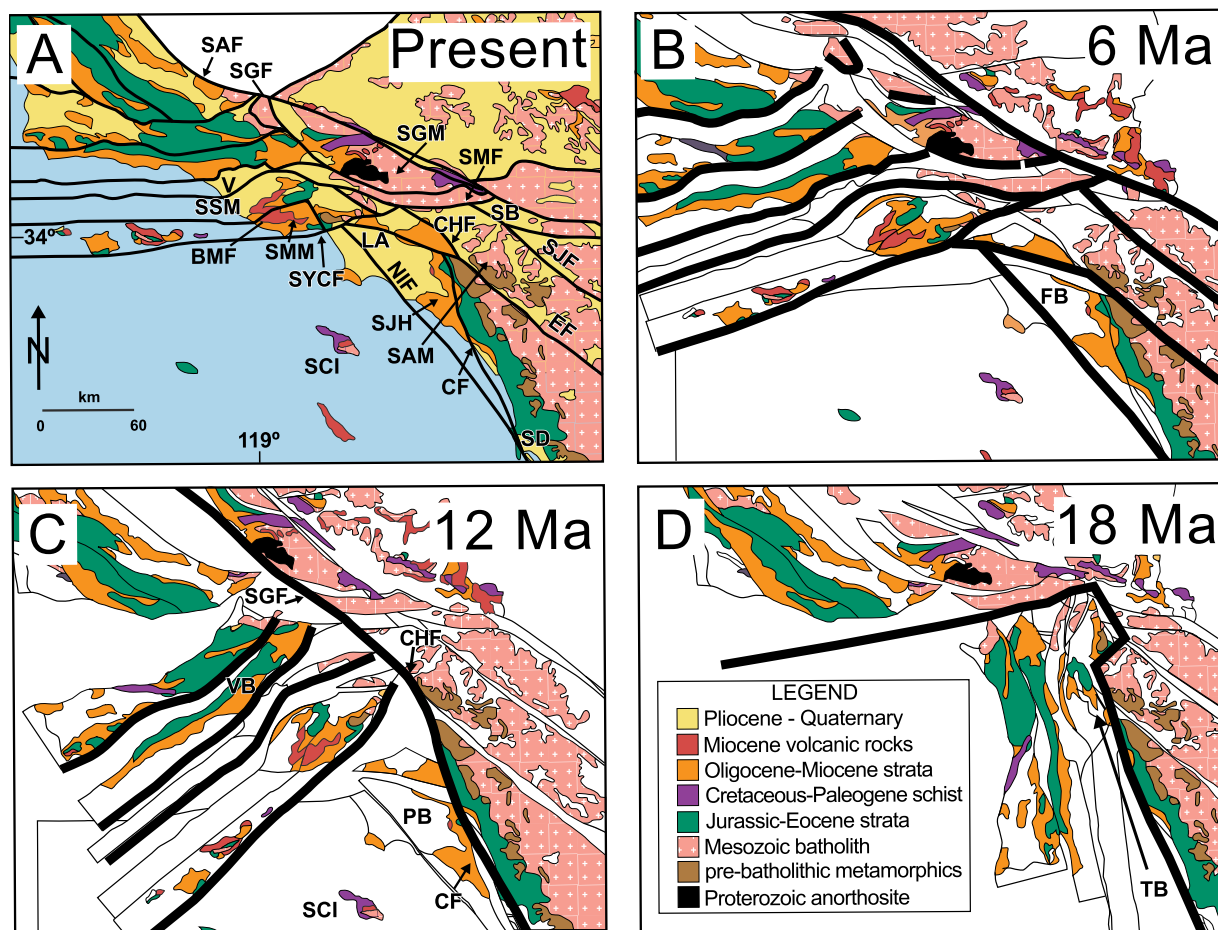 A
Present
SAF
SGF
SGM
SMF
V
SSM
SB
CHF
34º
LA
BMF
SMM
SYCF
NIF
SJF
EF
SJH
SAM
SCI
CF
N
km
0 60
119º
SD
B
6 Ma
FB
C
12 Ma
SGF
CHF
VB
PB
CF
SCI
D
18 Ma
LEGEND
Pliocene - Quaternary
Miocene volcanic rocks
Oligocene-Miocene strata
Cretaceous-Paleogene schist
Jurassic-Eocene strata
Mesozoic batholith
pre-batholithic metamorphics
Proterozoic anorthosite
TB